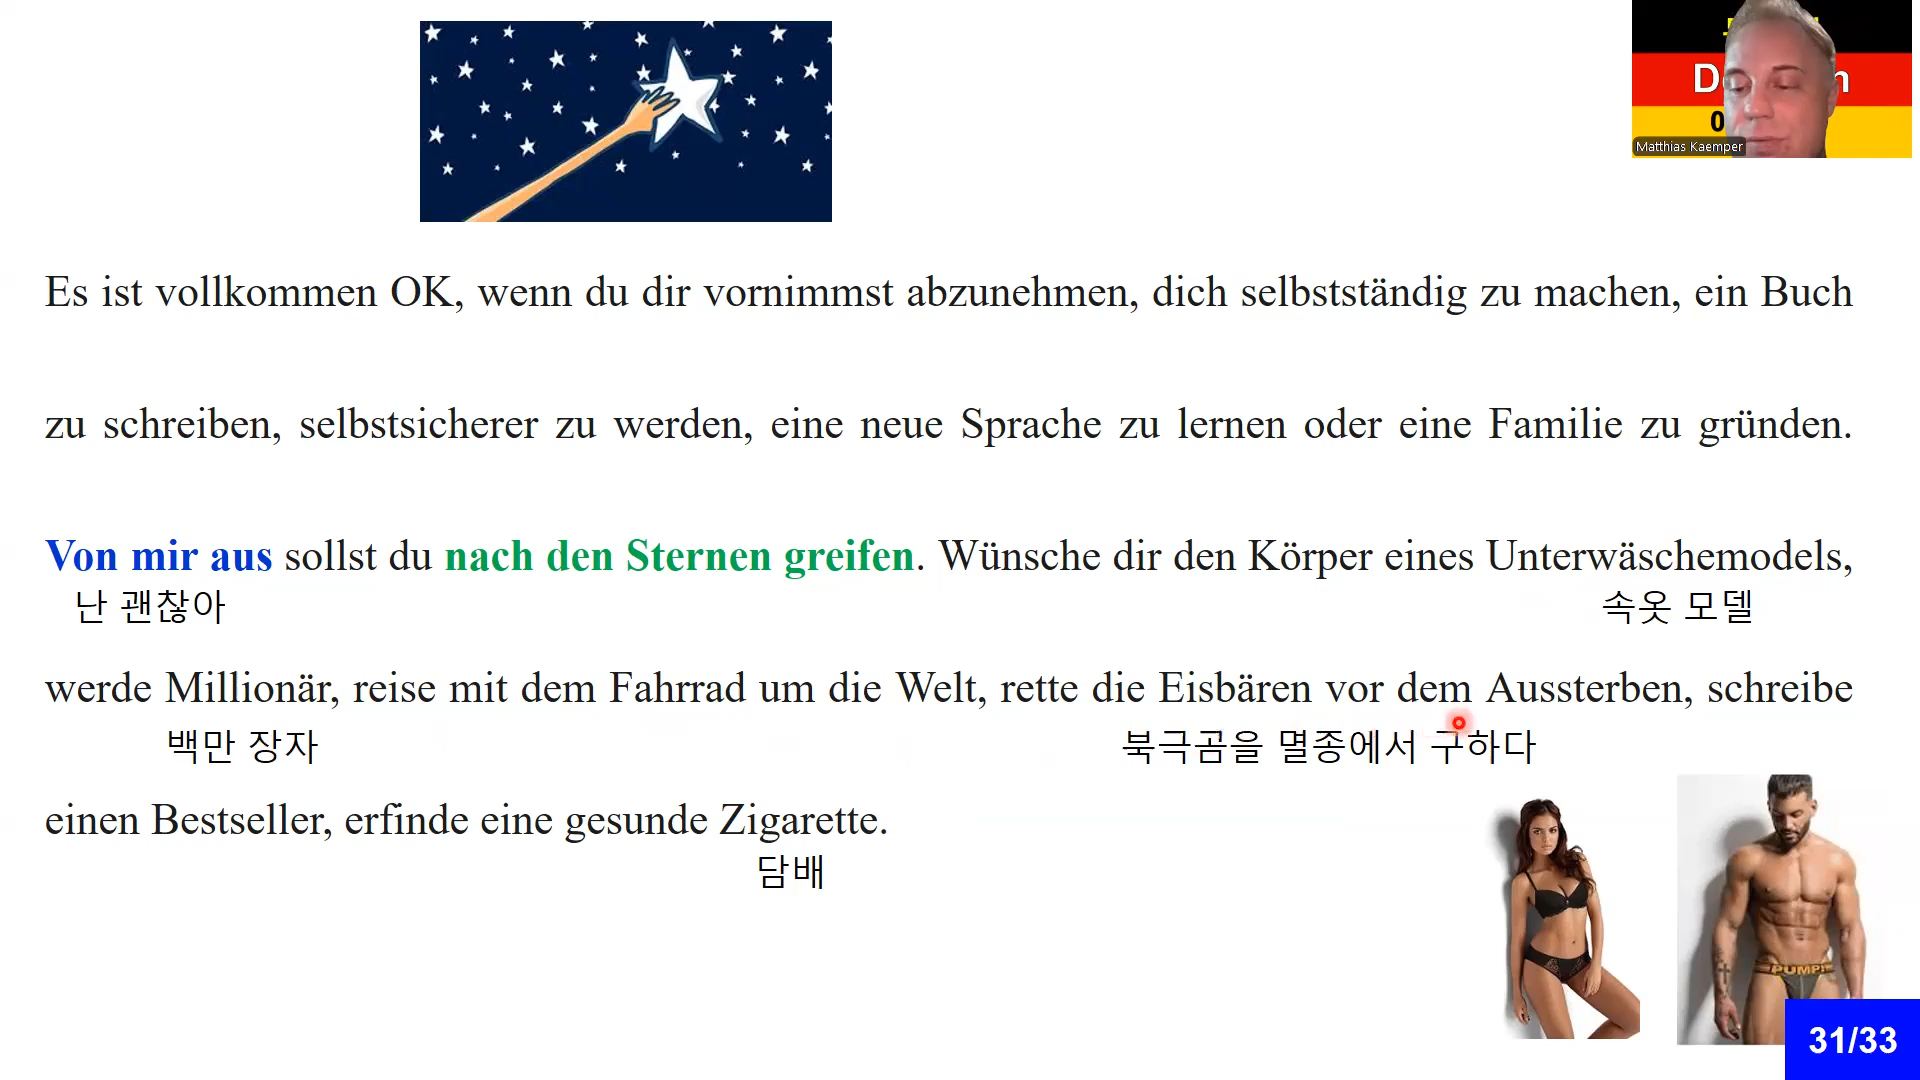 D n
0
Matthias Kaemper
Es ist vollkommen OK, wenn du dir vornimmst abzunehmen, dich selbstständig zu machen, ein Buch
zu schreiben, selbstsicherer zu werden, eine neue Sprache zu lernen oder eine Familie zu gründen.
Von mir aus sollst du nach den Sternen greifen. Wünsche dir den Körper eines Unterwäschemodels,
난 괜찮아 속옷 모델
werde Millionär, reise mit dem Fahrrad um die Welt, rette die Eisbären vor dem Aussterben, schreibe
백만 장자 북극곰을 멸종에서 구하다
einen Bestseller, erfinde eine gesunde Zigarette.
담배
PUMP!
31/33